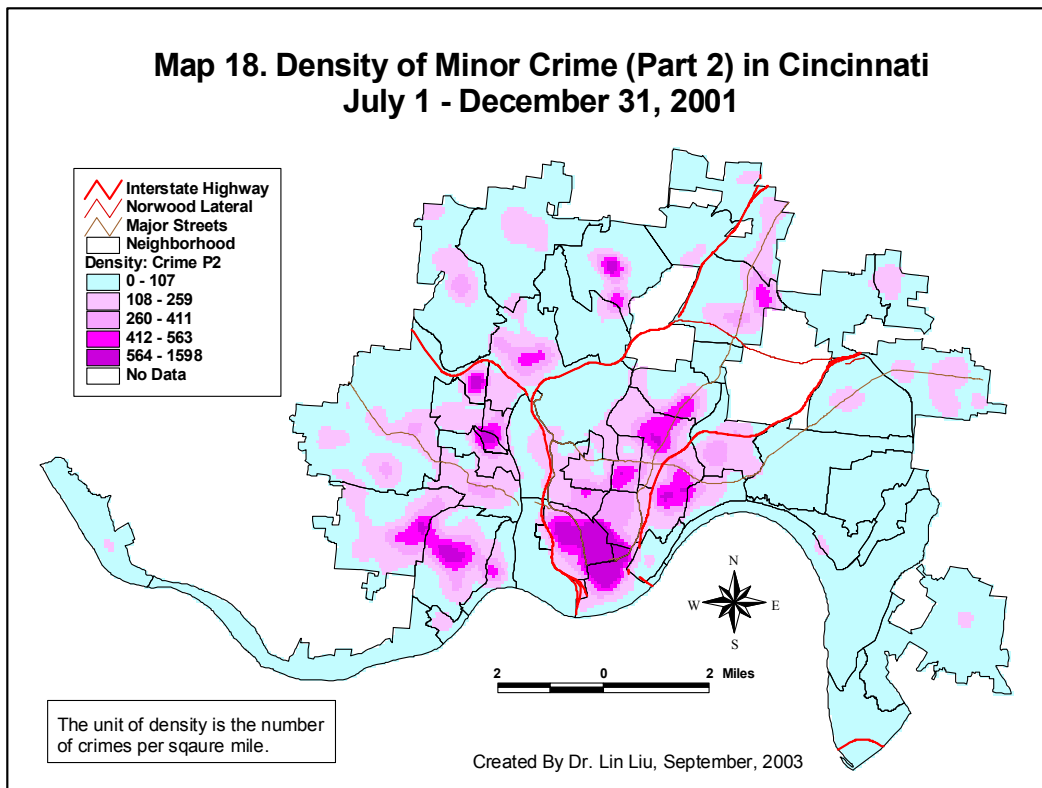 Map 18. Density of Minor Crime (Part 2) in Cincinnati
July 1 - December 31, 2001
Interstate Highway
Norwood Lateral
Major Streets
Neighborhood
Density: Crime P2
0 - 107
108 - 259
260 - 411
412 - 563
564 - 1598
No Data
N
W E
S
2 0 2 Miles
The unit of density is the number
of crimes per sqaure mile.
Created By Dr. Lin Liu, September, 2003